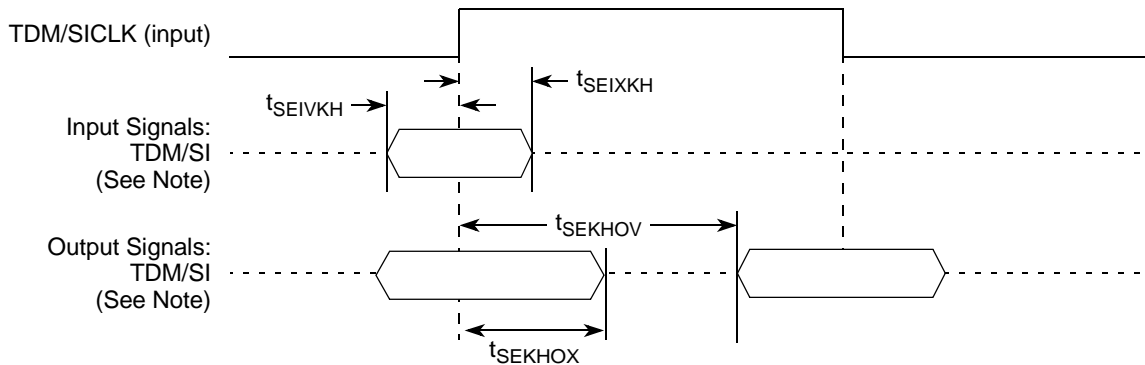 TDM/SICLK (input)
tSEIXKH
tSEIVKH
Input Signals:
TDM/SI
(See Note)
tSEKHOV
Output Signals:
TDM/SI
(See Note)
tSEKHOX